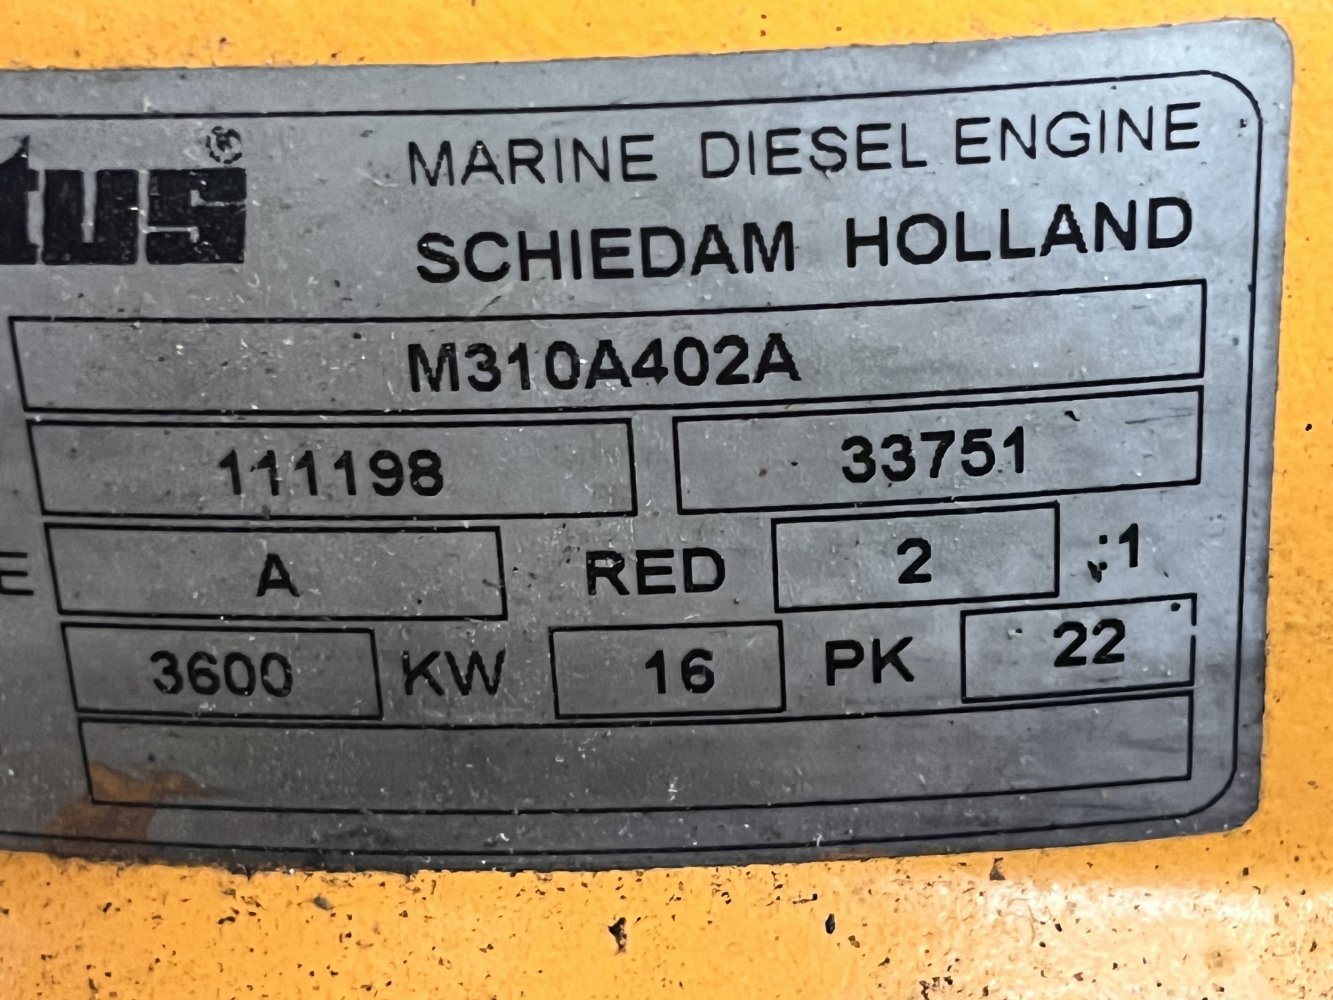 tus®
MARINE DIESEL ENGINE
SCHIEDAM HOLLAND
M310A402A
111198 33751
E A RED 2 :1
3600 KW 16 PK 22